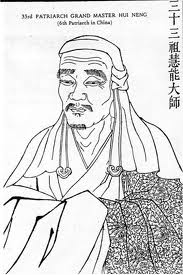 33rd PATRIARCH GRAND MASTER HUI NENG
(6th Patriarch in China)
三十三祖慧能大師